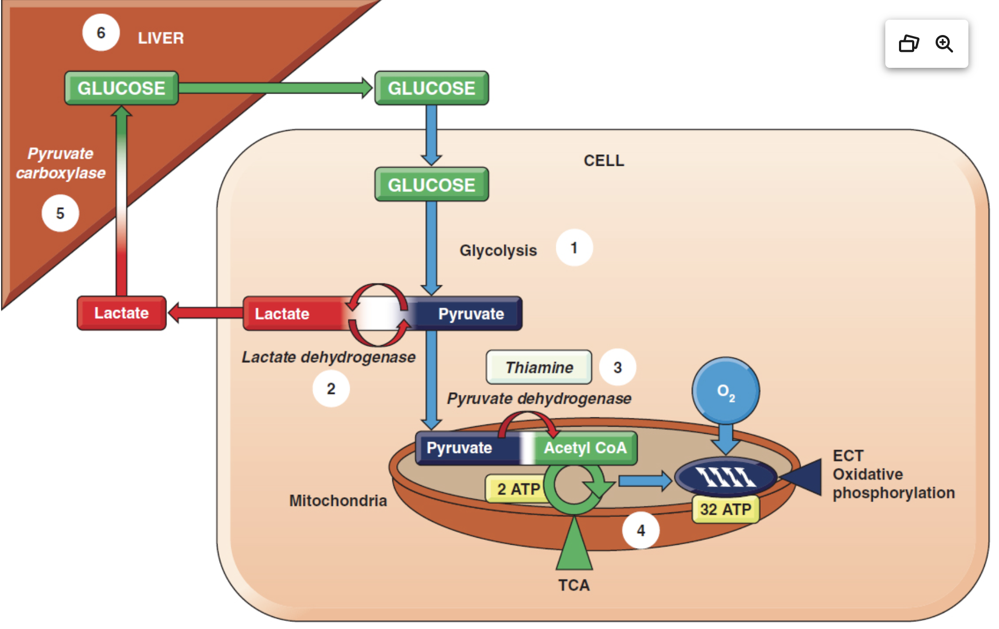 6
LIVER
GLUCOSE
GLUCOSE
Pyruvate
carboxylase
5
CELL
GLUCOSE
Glycolysis
1
Lactate
Lactate
Pyruvate
Lactate dehydrogenase
2
Thiamine
3
Pyruvate dehydrogenase
O2
Pyruvate
Acetyl CoA
2 ATP
Mitochondria
ECT
Oxidative
phosphorylation
32 ATP
4
TCA